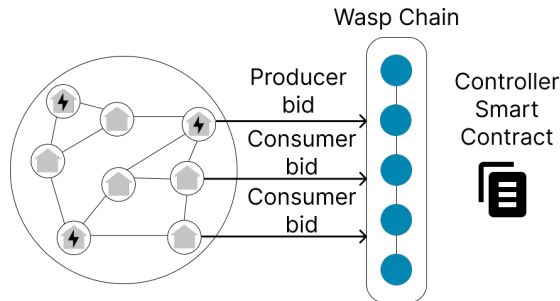 Wasp Chain
Producer
bid
Consumer
bid
Consumer
bid
Controller
Smart
Contract